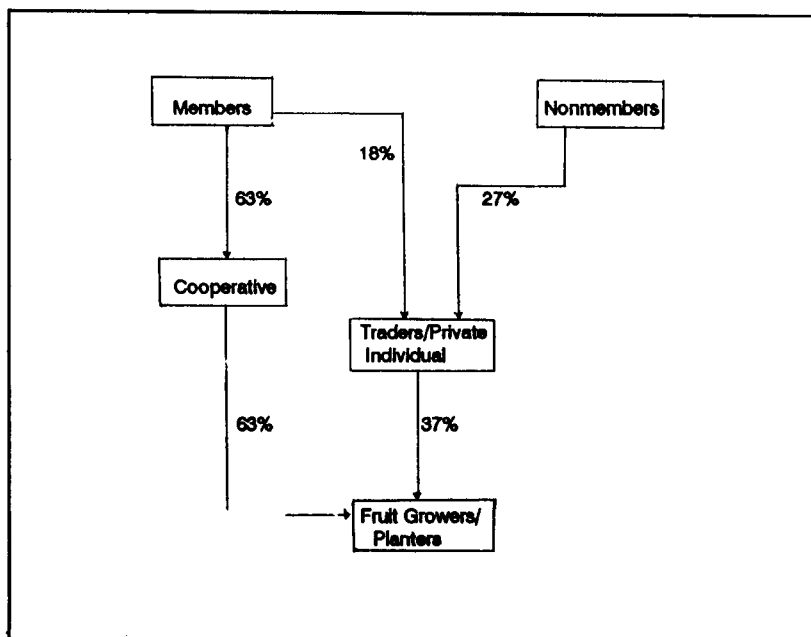 Members
Nonmembers
18%
63%
27%
Cooperative
Traders/Private
Individual
63%
37%
Fruit Growers/
Planters